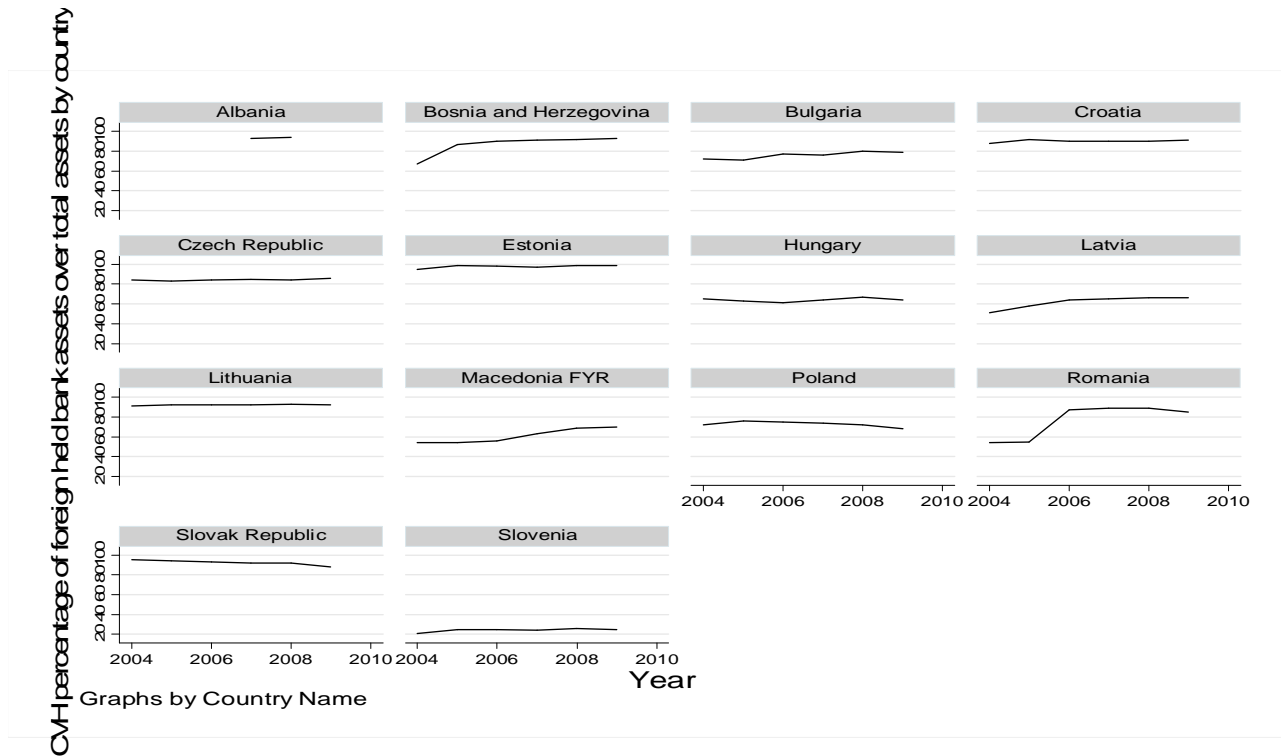 CVH percentage of foreign held bank assets over total assets by country
Albania
Bosnia and Herzegovina
Bulgaria
Croatia
20 40 60 80 100
Czech Republic
Estonia
Hungary
Latvia
20 40 60 80 100
Lithuania
Macedonia FYR
Poland
Romania
20 40 60 80 100
2004 2006 2008 2010
2004 2006 2008 2010
Slovak Republic
Slovenia
20 40 60 80 100
2004 2006 2008 2010
2004 2006 2008 2010
Year
Graphs by Country Name